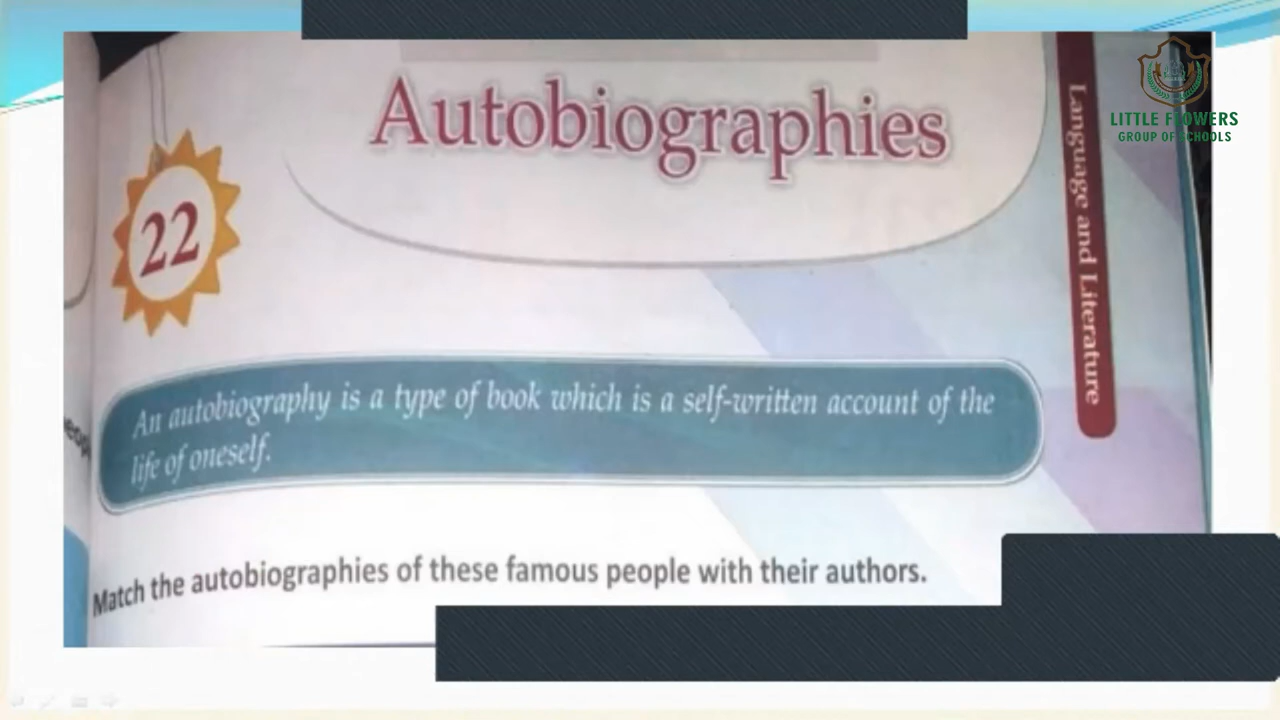 Autobiographies
22
Language and Literature
LITTLE FLOWERS
GROUP OF SCHOOLS
An autobiography is a type of book which is a self-written account of the
life of oneself.
Match the autobiographies of these famous people with their authors.